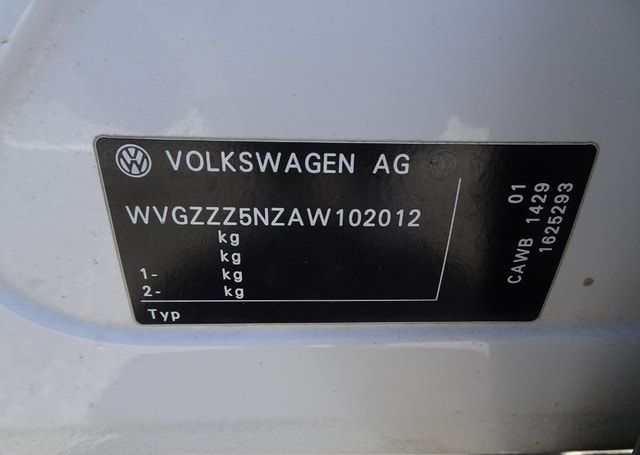 VOLKSWAGEN AG
WVGZZZ5NZAW102012
kg
kg
1- kg
2- kg
Typ
01
CAWB 1429
1625293